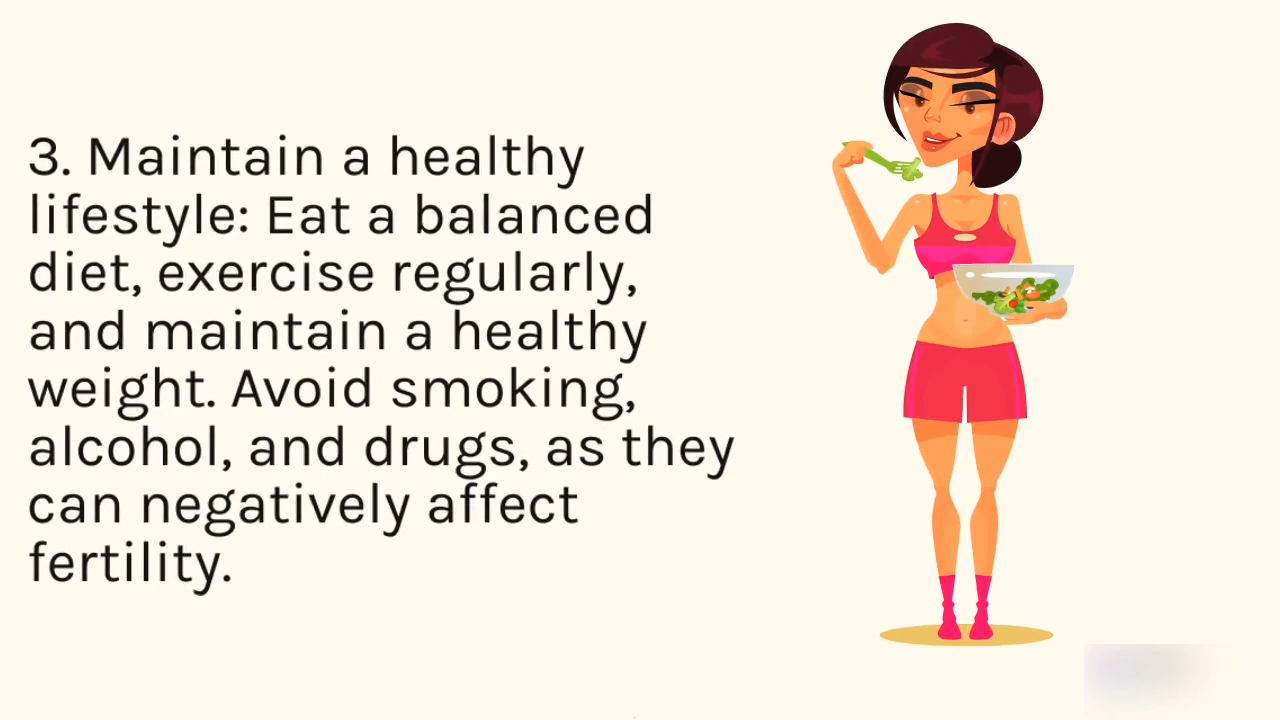 3. Maintain a healthy
lifestyle: Eat a balanced
diet, exercise regularly,
and maintain a healthy
weight. Avoid smoking,
alcohol, and drugs, as they
can negatively affect
fertility.